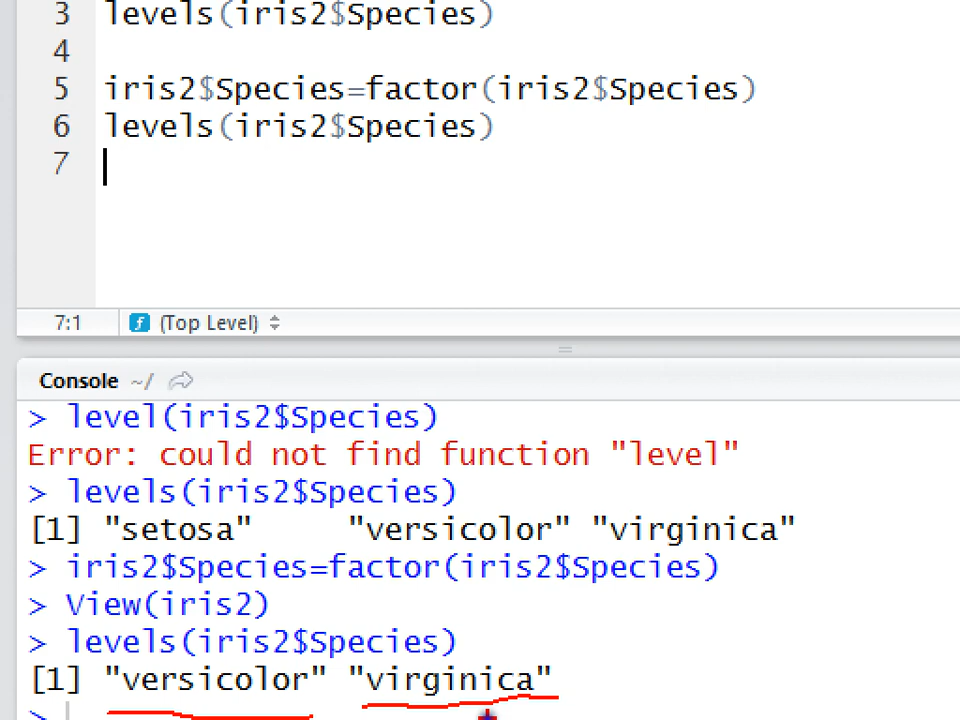 3 levels(iris2$Species)
4
5 iris2$Species=factor(iris2$Species)
6 levels(iris2$Species)
7
7:1 (Top Level)
Console ~/
> level(iris2$Species)
Error: could not find function "level"
> levels(iris2$Species)
[1] "setosa"     "versicolor" "virginica"
> iris2$Species=factor(iris2$Species)
> View(iris2)
> levels(iris2$Species)
[1] "versicolor" "virginica"
>